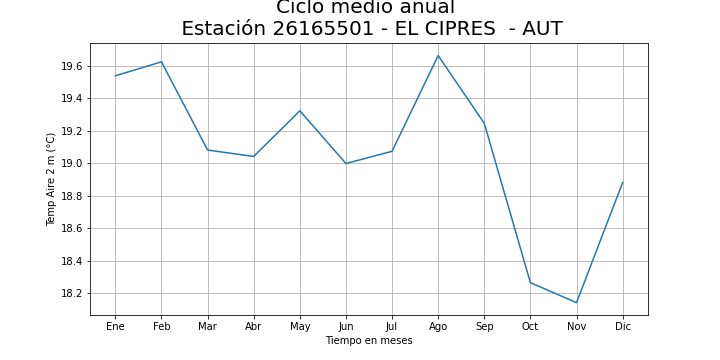 Ciclo medio anual
Estación 26165501 - EL CIPRES  - AUT
19.6
19.4
19.2
19.0
18.8
18.6
18.4
18.2
Temp Aire 2 m (°C)
Ene Feb Mar Abr May Jun Jul Ago Sep Oct Nov Dic
Tiempo en meses